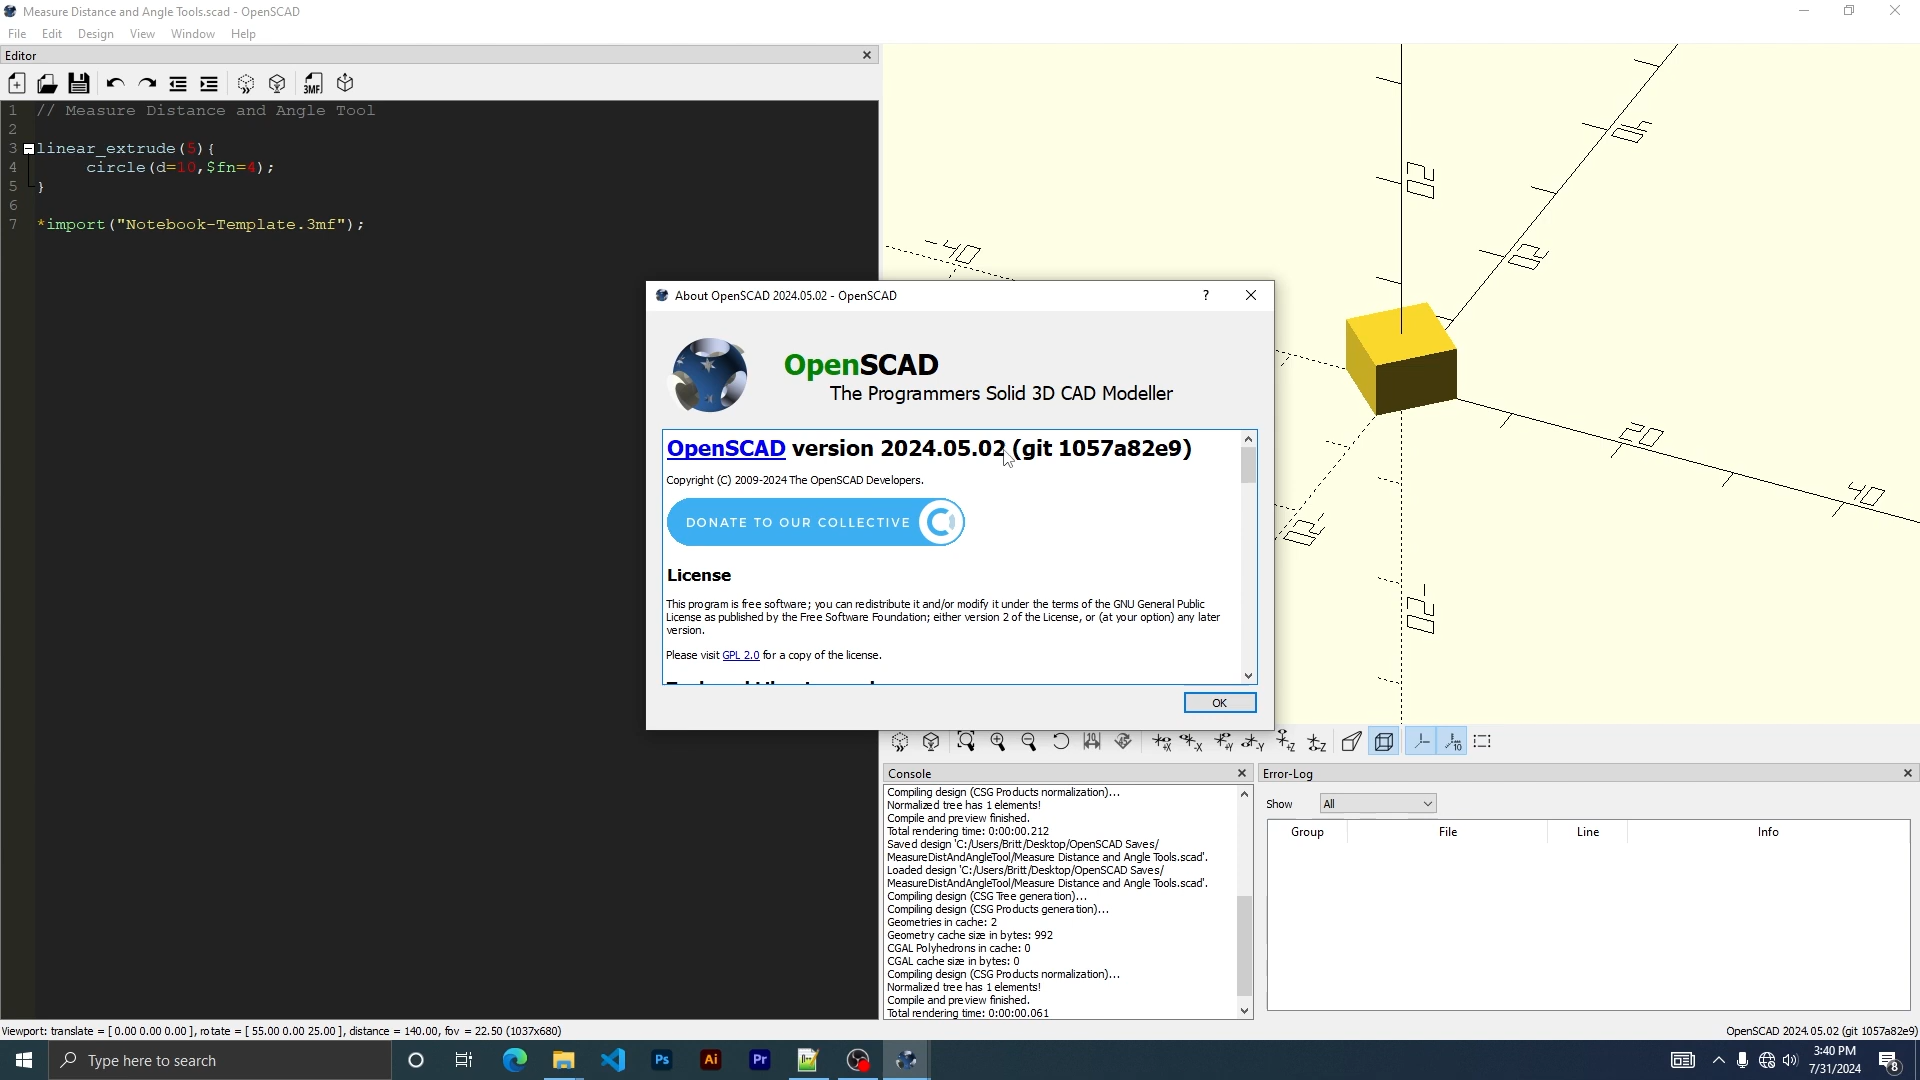 Measure Distance and Angle Tools.scad - OpenSCAD
File Edit Design View Window Help
Editor
3MF
1 // Measure Distance and Angle Tool
2
3 linear_extrude(5){
4 circle(d=10,$fn=4);
5 }
6
7 *import("Notebook-Template.3mf");
About OpenSCAD 2024.05.02 - OpenSCAD
?
OpenSCAD
The Programmers Solid 3D CAD Modeller
OpenSCAD version 2024.05.02 (git 1057a82e9)
Copyright (C) 2009-2024 The OpenSCAD Developers.
DONATE TO OUR COLLECTIVE
License
This program is free software; you can redistribute it and/or modify it under the terms of the GNU General Public
License as published by the Free Software Foundation; either version 2 of the License, or (at your option) any later
version.
Please visit GPL 2.0 for a copy of the license.
OK
40
20
20
40
-40
20
40
-20
20
Console
Compiling design (CSG Products normalization)...
Normalized tree has 1 elements!
Compile and preview finished.
Total rendering time: 0:00:00.212
Saved design 'C:/Users/Britt/Desktop/OpenSCAD Saves/
MeasureDistAndAngleTool/Measure Distance and Angle Tools.scad'.
Loaded design 'C:/Users/Britt/Desktop/OpenSCAD Saves/
MeasureDistAndAngleTool/Measure Distance and Angle Tools.scad'.
Compiling design (CSG Tree generation)...
Compiling design (CSG Products generation)...
Geometries in cache: 2
Geometry cache size in bytes: 992
CGAL Polyhedrons in cache: 0
CGAL cache size in bytes: 0
Compiling design (CSG Products normalization)...
Normalized tree has 1 elements!
Compile and preview finished.
Total rendering time: 0:00:00.061
Error-Log
Show All
Group File Line Info
Viewport: translate = [ 0.00 0.00 0.00 ], rotate = [ 55.00 0.00 25.00 ], distance = 140.00, fov = 22.50 (1037x680)
OpenSCAD 2024.05.02 (git 1057a82e9)
Type here to search
Ps
Ai
Pr
3:40 PM
7/31/2024
8